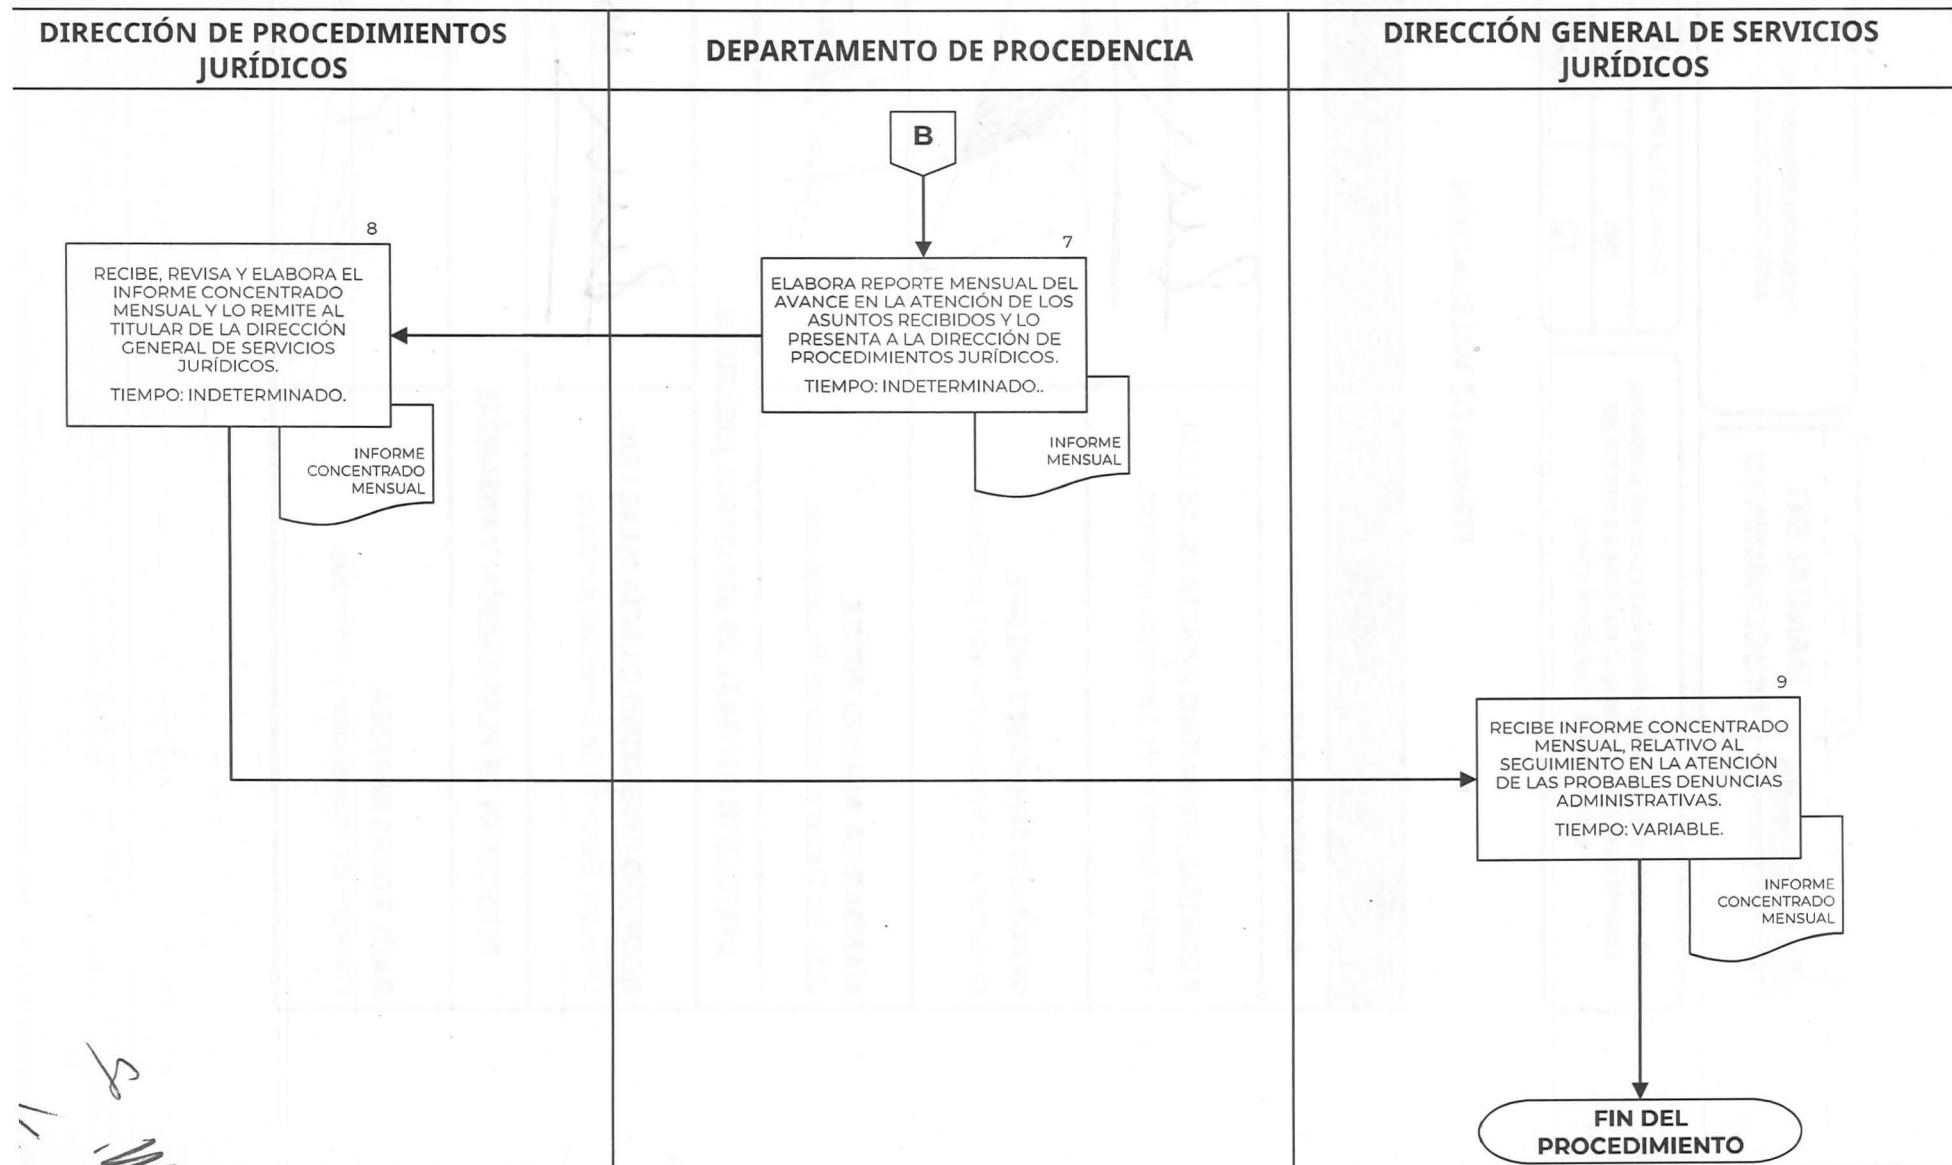 DIRECCIÓN DE PROCEDIMIENTOS
JURÍDICOS
DEPARTAMENTO DE PROCEDENCIA
DIRECCIÓN GENERAL DE SERVICIOS
JURÍDICOS
B
7
ELABORA REPORTE MENSUAL DEL
AVANCE EN LA ATENCIÓN DE LOS
ASUNTOS RECIBIDOS Y LO
PRESENTA A LA DIRECCIÓN DE
PROCEDIMIENTOS JURÍDICOS.
TIEMPO: INDETERMINADO..
INFORME
MENSUAL
8
RECIBE, REVISA Y ELABORA EL
INFORME CONCENTRADO
MENSUAL Y LO REMITE AL
TITULAR DE LA DIRECCIÓN
GENERAL DE SERVICIOS
JURÍDICOS.
TIEMPO: INDETERMINADO.
INFORME
CONCENTRADO
MENSUAL
9
RECIBE INFORME CONCENTRADO
MENSUAL, RELATIVO AL
SEGUIMIENTO EN LA ATENCIÓN
DE LAS PROBABLES DENUNCIAS
ADMINISTRATIVAS.
TIEMPO: VARIABLE.
INFORME
CONCENTRADO
MENSUAL
FIN DEL
PROCEDIMIENTO